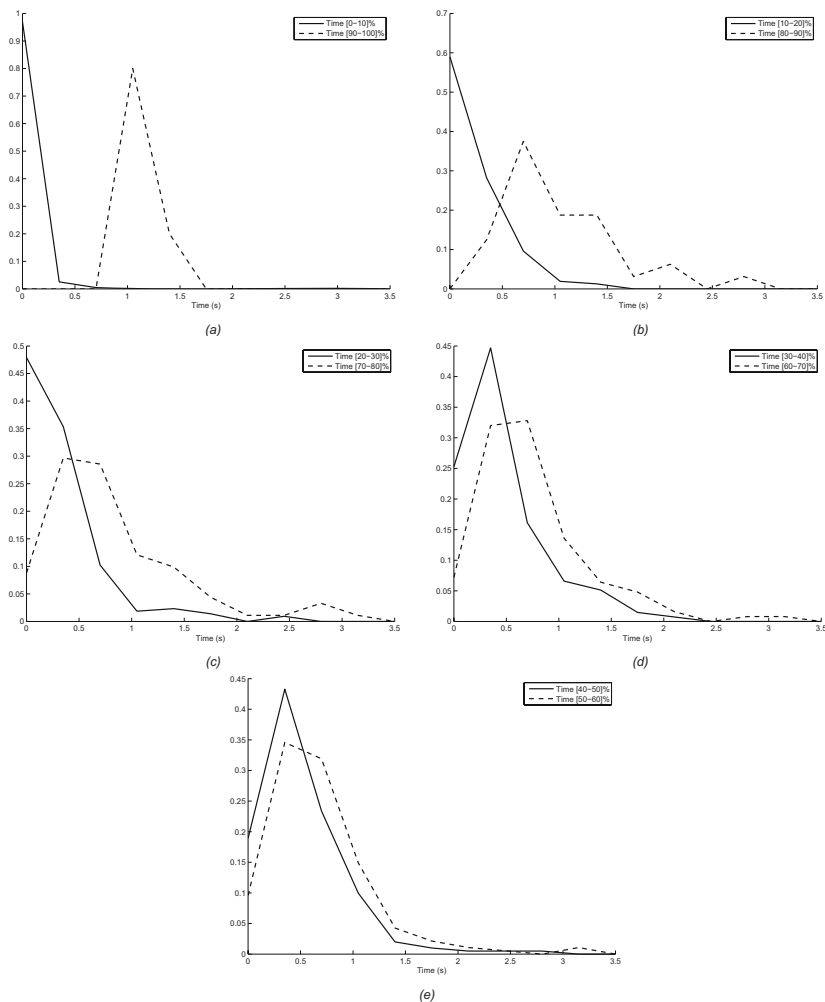 1
0.9
0.8
0.7
0.6
0.5
0.4
0.3
0.2
0.1
0
0 0.5 1 1.5 2 2.5 3 3.5
Time (s)
Time [0−10]%
Time [90−100]%
(a)
0.7
0.6
0.5
0.4
0.3
0.2
0.1
0
0 0.5 1 1.5 2 2.5 3 3.5
Time (s)
Time [10−20]%
Time [80−90]%
(b)
0.5
0.45
0.4
0.35
0.3
0.25
0.2
0.15
0.1
0.05
0
0 0.5 1 1.5 2 2.5 3 3.5
Time (s)
Time [20−30]%
Time [70−80]%
(c)
0.45
0.4
0.35
0.3
0.25
0.2
0.15
0.1
0.05
0
0 0.5 1 1.5 2 2.5 3 3.5
Time (s)
Time [30−40]%
Time [60−70]%
(d)
0.45
0.4
0.35
0.3
0.25
0.2
0.15
0.1
0.05
0
0 0.5 1 1.5 2 2.5 3 3.5
Time (s)
Time [40−50]%
Time [50−60]%
(e)